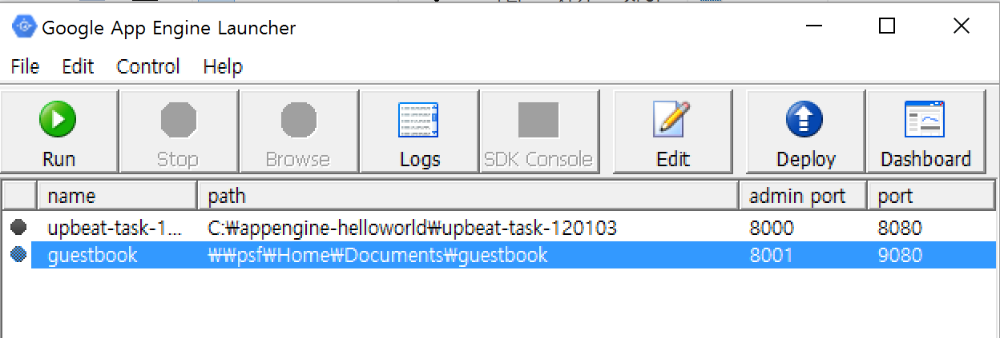 Google App Engine Launcher
File Edit Control Help
Run Stop Browse Logs SDK Console Edit Deploy Dashboard
name path admin port port
upbeat-task-1... C:₩appengine-helloworld₩upbeat-task-120103 8000 8080
guestbook ₩₩psf₩Home₩Documents₩guestbook 8001 9080